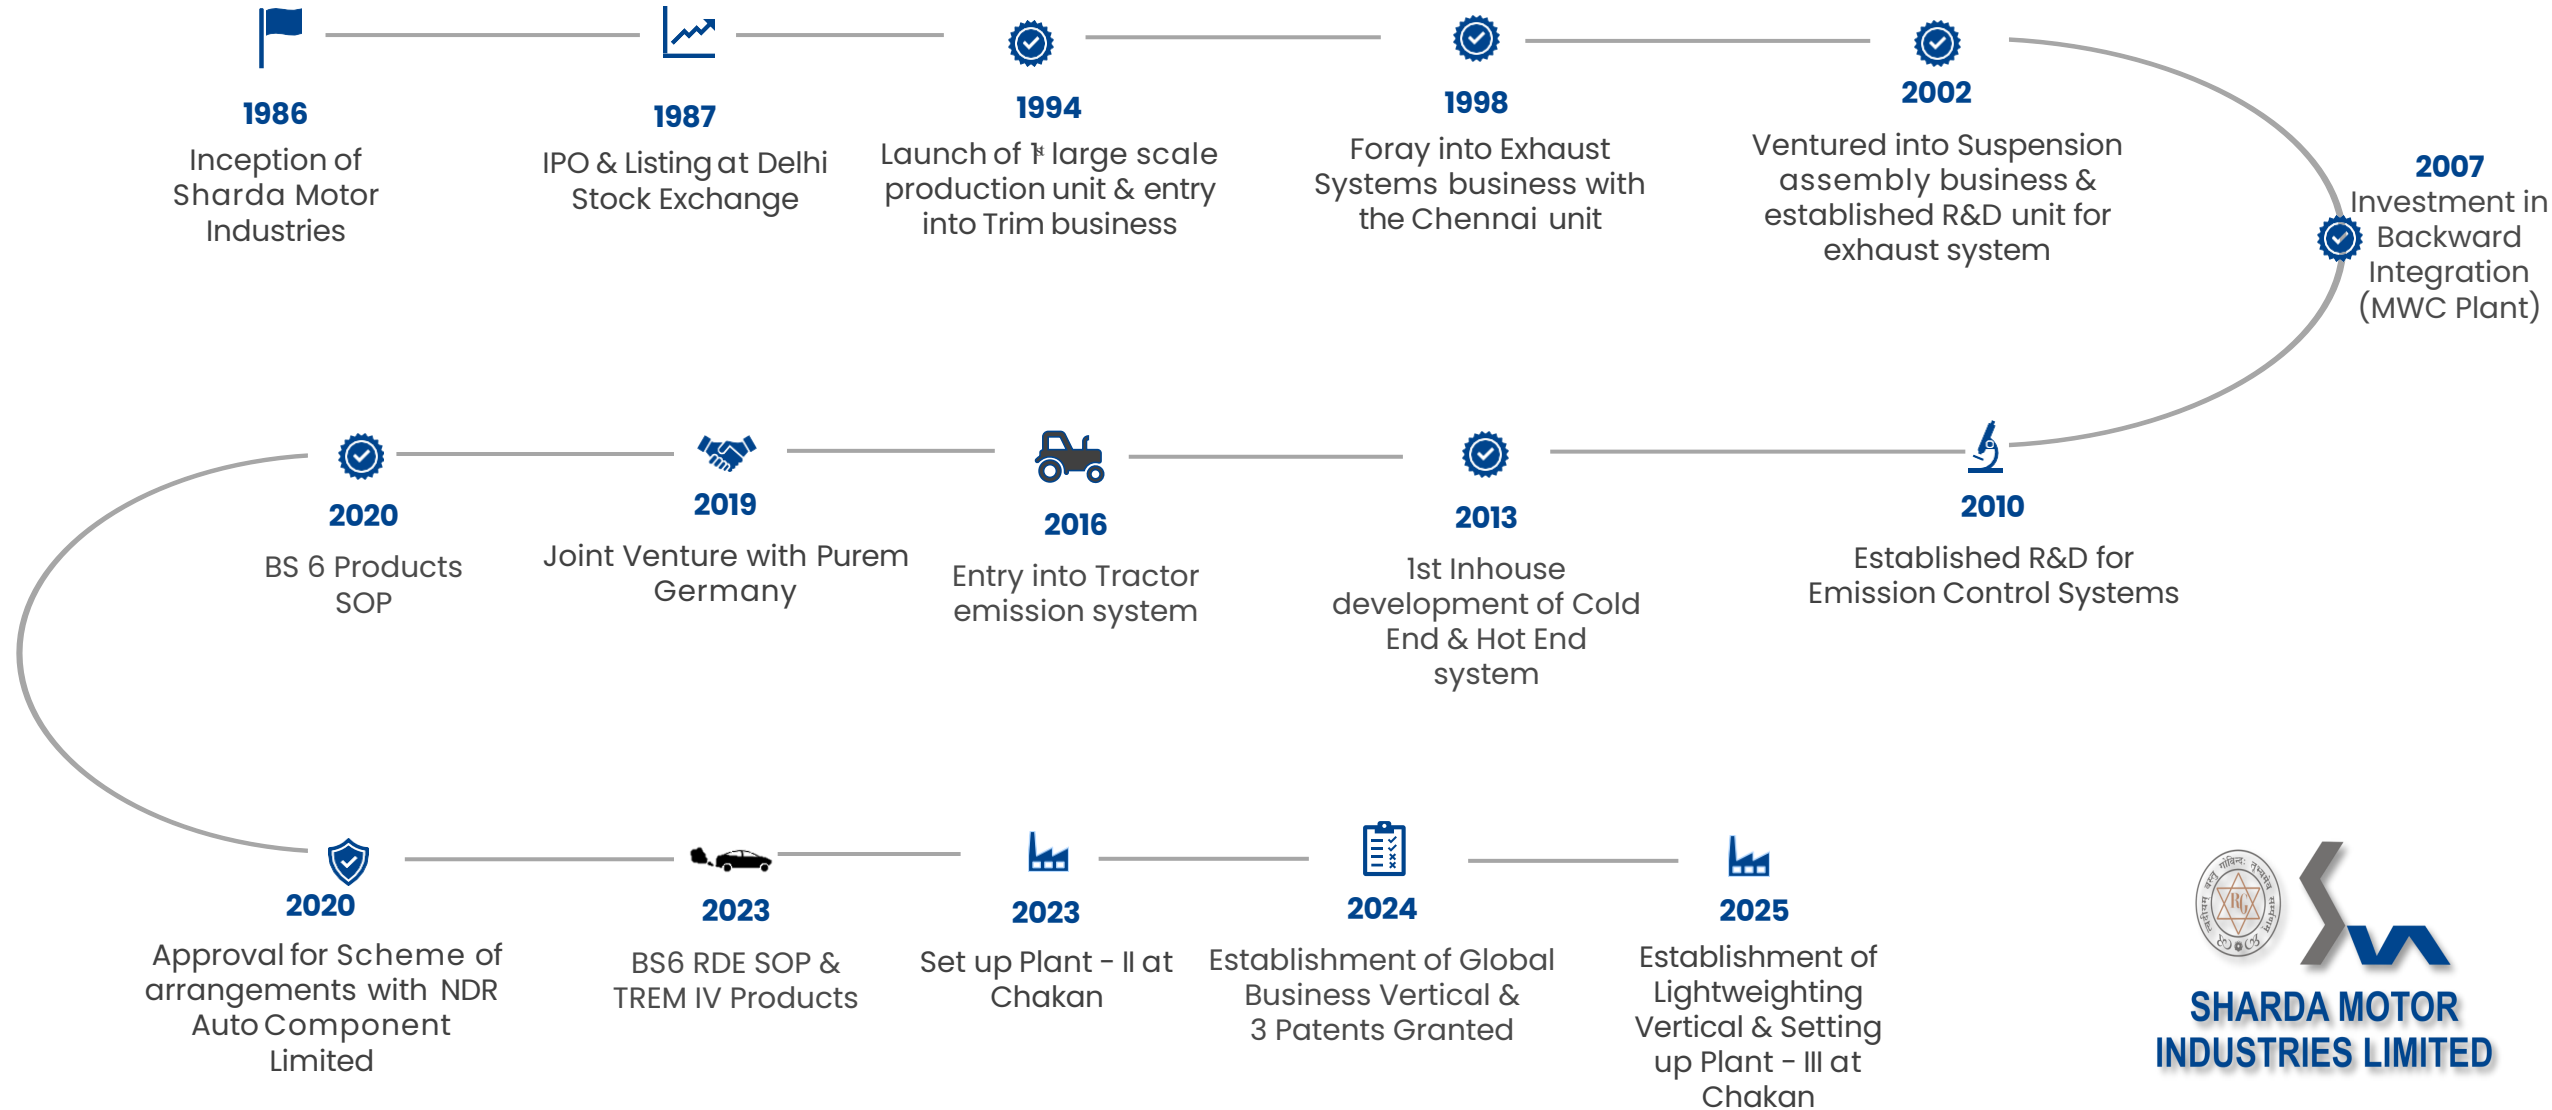 1986
Inception of
Sharda Motor
Industries
1987
IPO & Listing at Delhi
Stock Exchange
1994
Launch of 1st large scale
production unit & entry
into Trim business
1998
Foray into Exhaust
Systems business with
the Chennai unit
2002
Ventured into Suspension
assembly business &
established R&D unit for
exhaust system
2007
Investment in
Backward
Integration
(MWC Plant)
2020
BS 6 Products
SOP
2019
Joint Venture with Purem
Germany
2016
Entry into Tractor
emission system
2013
1st Inhouse
development of Cold
End & Hot End
system
2010
Established R&D for
Emission Control Systems
2020
Approval for Scheme of
arrangements with NDR
Auto Component
Limited
2023
BS6 RDE SOP &
TREM IV Products
2023
Set up Plant - II at
Chakan
2024
Establishment of Global
Business Vertical &
3 Patents Granted
2025
Establishment of
Lightweighting
Vertical & Setting
up Plant - III at
Chakan
RG
SHARDA MOTOR
INDUSTRIES LIMITED